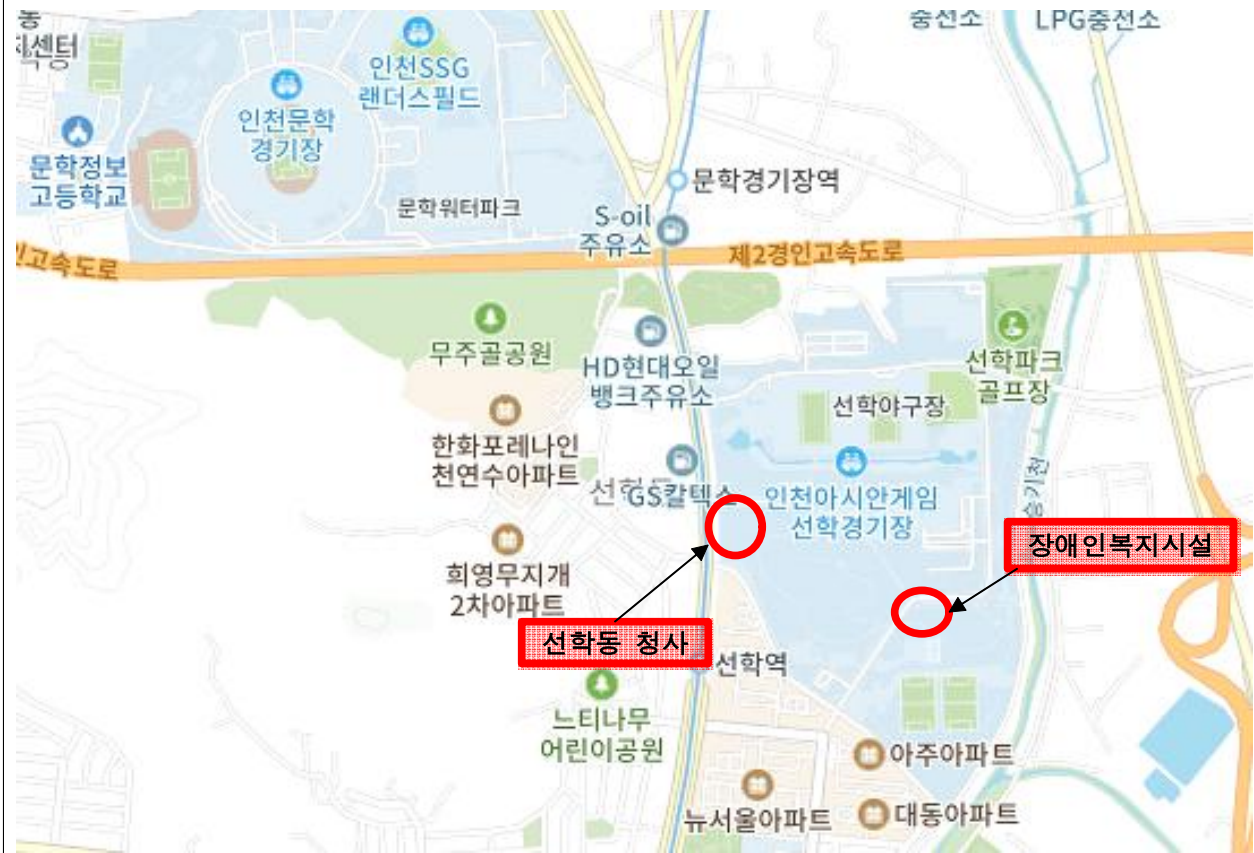 센터
충전소
LPG충전소
인천SSG
랜더스필드
인천문학
경기장
문학정보
고등학교
문학워터파크
문학경기장역
S-oil
주유소
고속도로
제2경인고속도로
무주골공원
HD현대오일
뱅크주유소
선학파크
골프장
선학야구장
한화포레나인
천연수아파트
GS칼텍스
인천아시안게임
선학경기장
승기천
장애인복지시설
희영무지개
2차아파트
선학동 청사
선학역
느티나무
어린이공원
아주아파트
뉴서울아파트
대동아파트